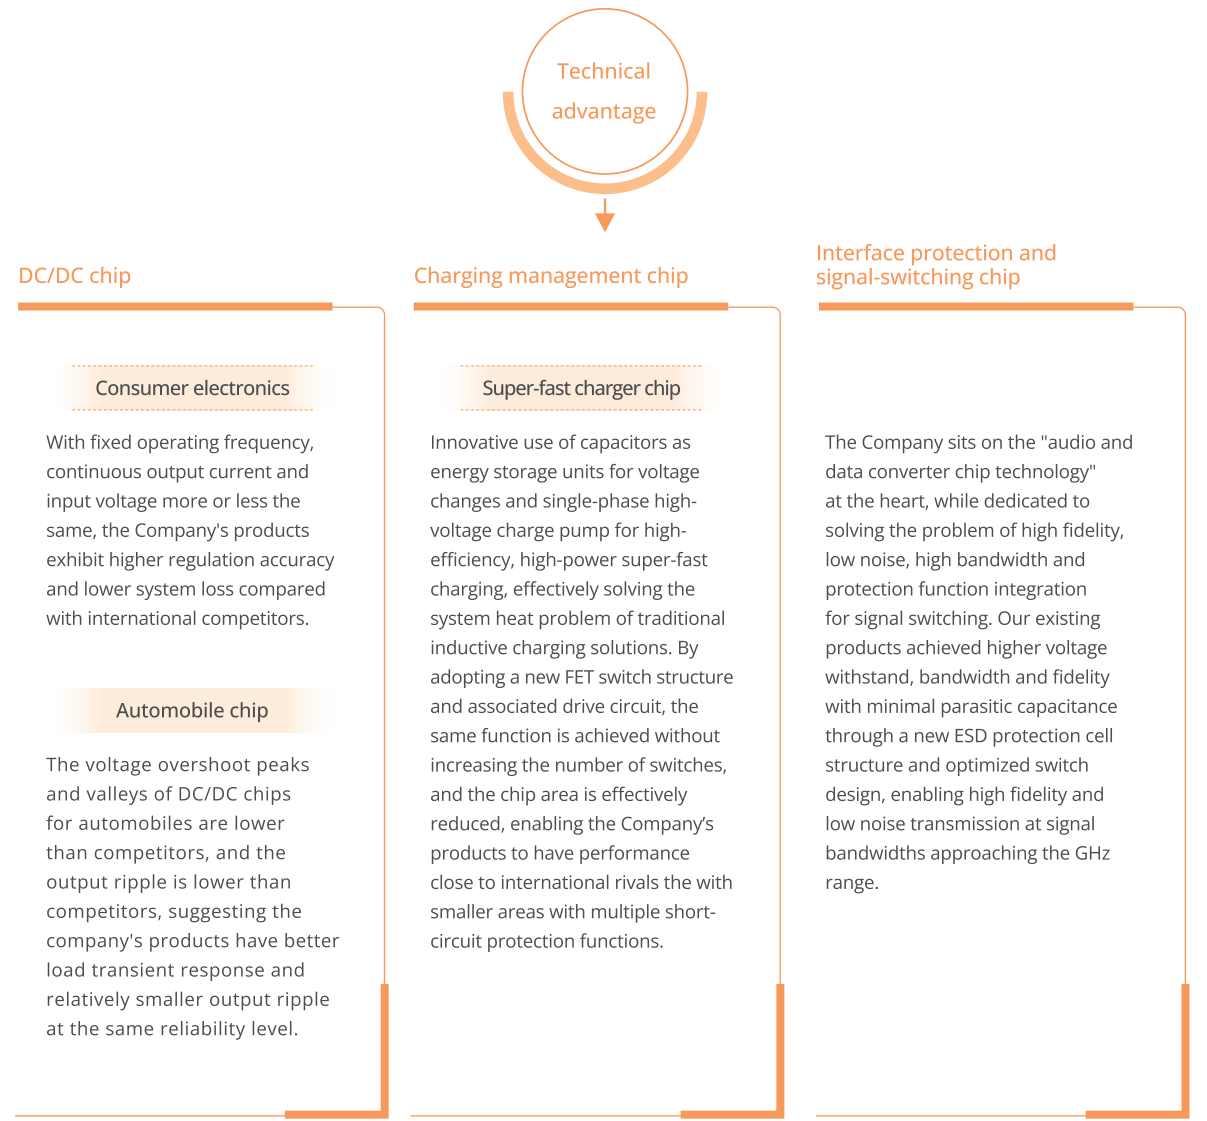 Technical
advantage
DC/DC chip
Consumer electronics
With fixed operating frequency,
continuous output current and
input voltage more or less the
same, the Company's products
exhibit higher regulation accuracy
and lower system loss compared
with international competitors.
Automobile chip
The voltage overshoot peaks
and valleys of DC/DC chips
for automobiles are lower
than competitors, and the
output ripple is lower than
competitors, suggesting the
company's products have better
load transient response and
relatively smaller output ripple
at the same reliability level.
Charging management chip
Super-fast charger chip
Innovative use of capacitors as
energy storage units for voltage
changes and single-phase high-
voltage charge pump for high-
efficiency, high-power super-fast
charging, effectively solving the
system heat problem of traditional
inductive charging solutions. By
adopting a new FET switch structure
and associated drive circuit, the
same function is achieved without
increasing the number of switches,
and the chip area is effectively
reduced, enabling the Company’s
products to have performance
close to international rivals the with
smaller areas with multiple short-
circuit protection functions.
Interface protection and
signal-switching chip
The Company sits on the "audio and
data converter chip technology"
at the heart, while dedicated to
solving the problem of high fidelity,
low noise, high bandwidth and
protection function integration
for signal switching. Our existing
products achieved higher voltage
withstand, bandwidth and fidelity
with minimal parasitic capacitance
through a new ESD protection cell
structure and optimized switch
design, enabling high fidelity and
low noise transmission at signal
bandwidths approaching the GHz
range.